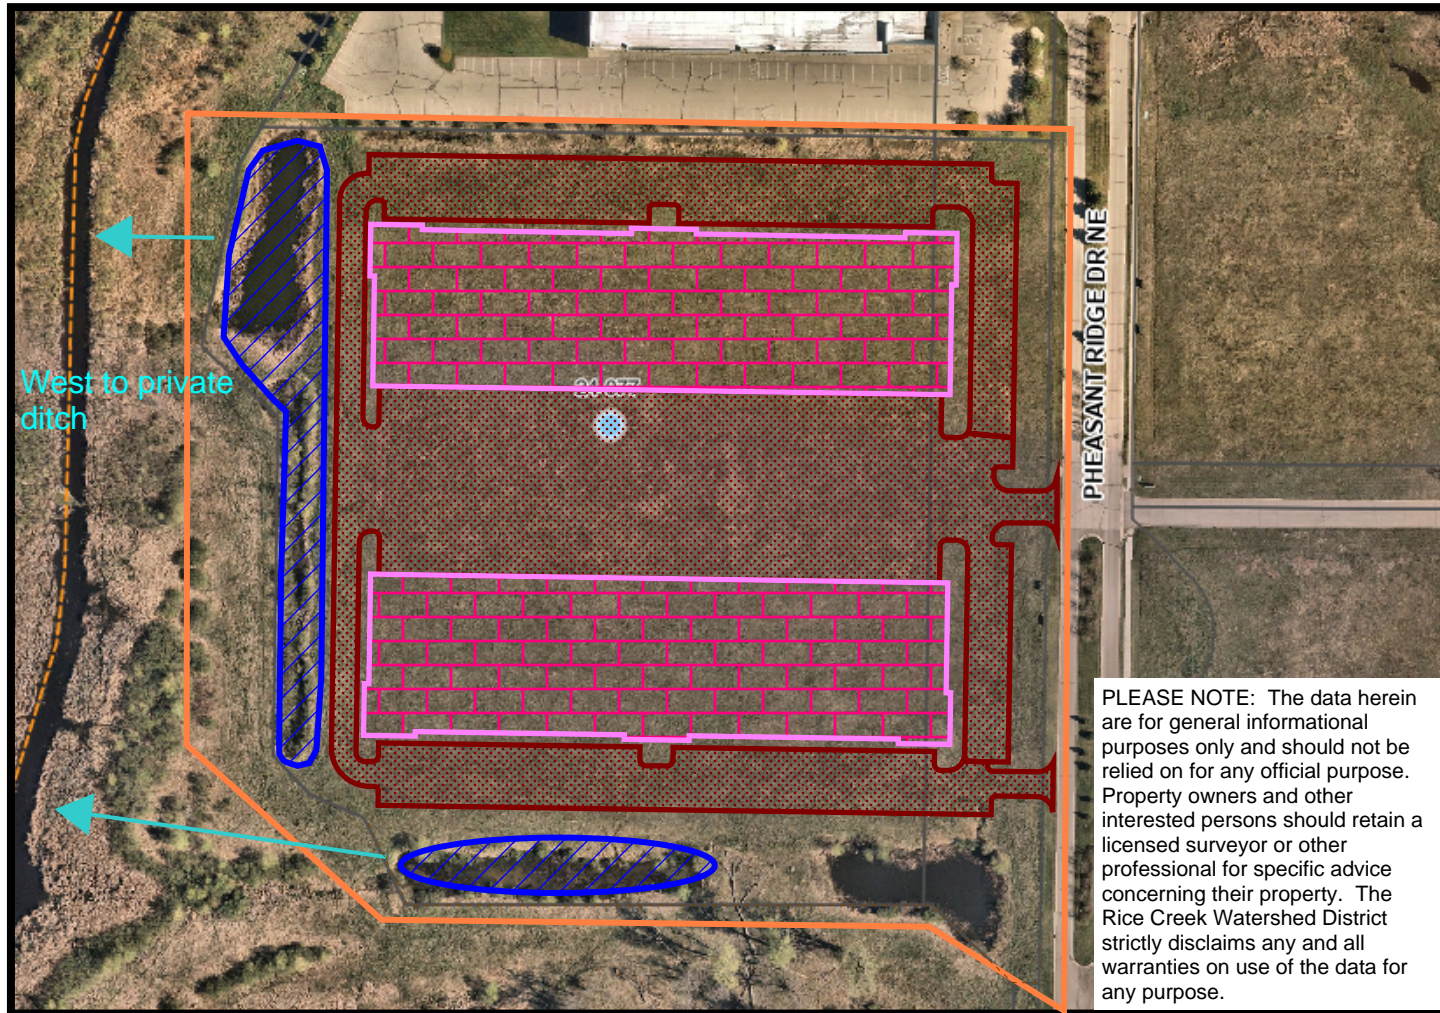 West to private
ditch
PHEASANT RIDGE DR NE
PLEASE NOTE: The data herein
are for general informational
purposes only and should not be
relied on for any official purpose.
Property owners and other
interested persons should retain a
licensed surveyor or other
professional for specific advice
concerning their property. The
Rice Creek Watershed District
strictly disclaims any and all
warranties on use of the data for
any purpose.